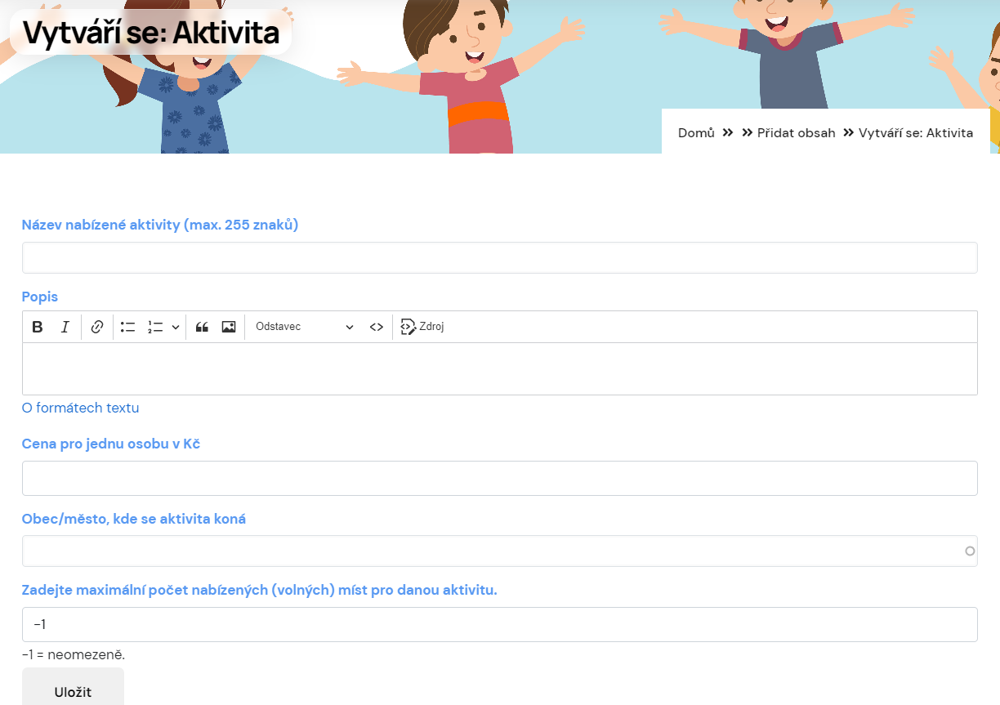 Vytváří se: Aktivita
Domů » » Přidat obsah » Vytváří se: Aktivita
Název nabízené aktivity (max. 255 znaků)
Popis
B I Odstavec <> Zdroj
O formátech textu
Cena pro jednu osobu v Kč
Obec/město, kde se aktivita koná
Zadejte maximální počet nabízených (volných) míst pro danou aktivitu.
-1
-1 = neomezeně.
Uložit